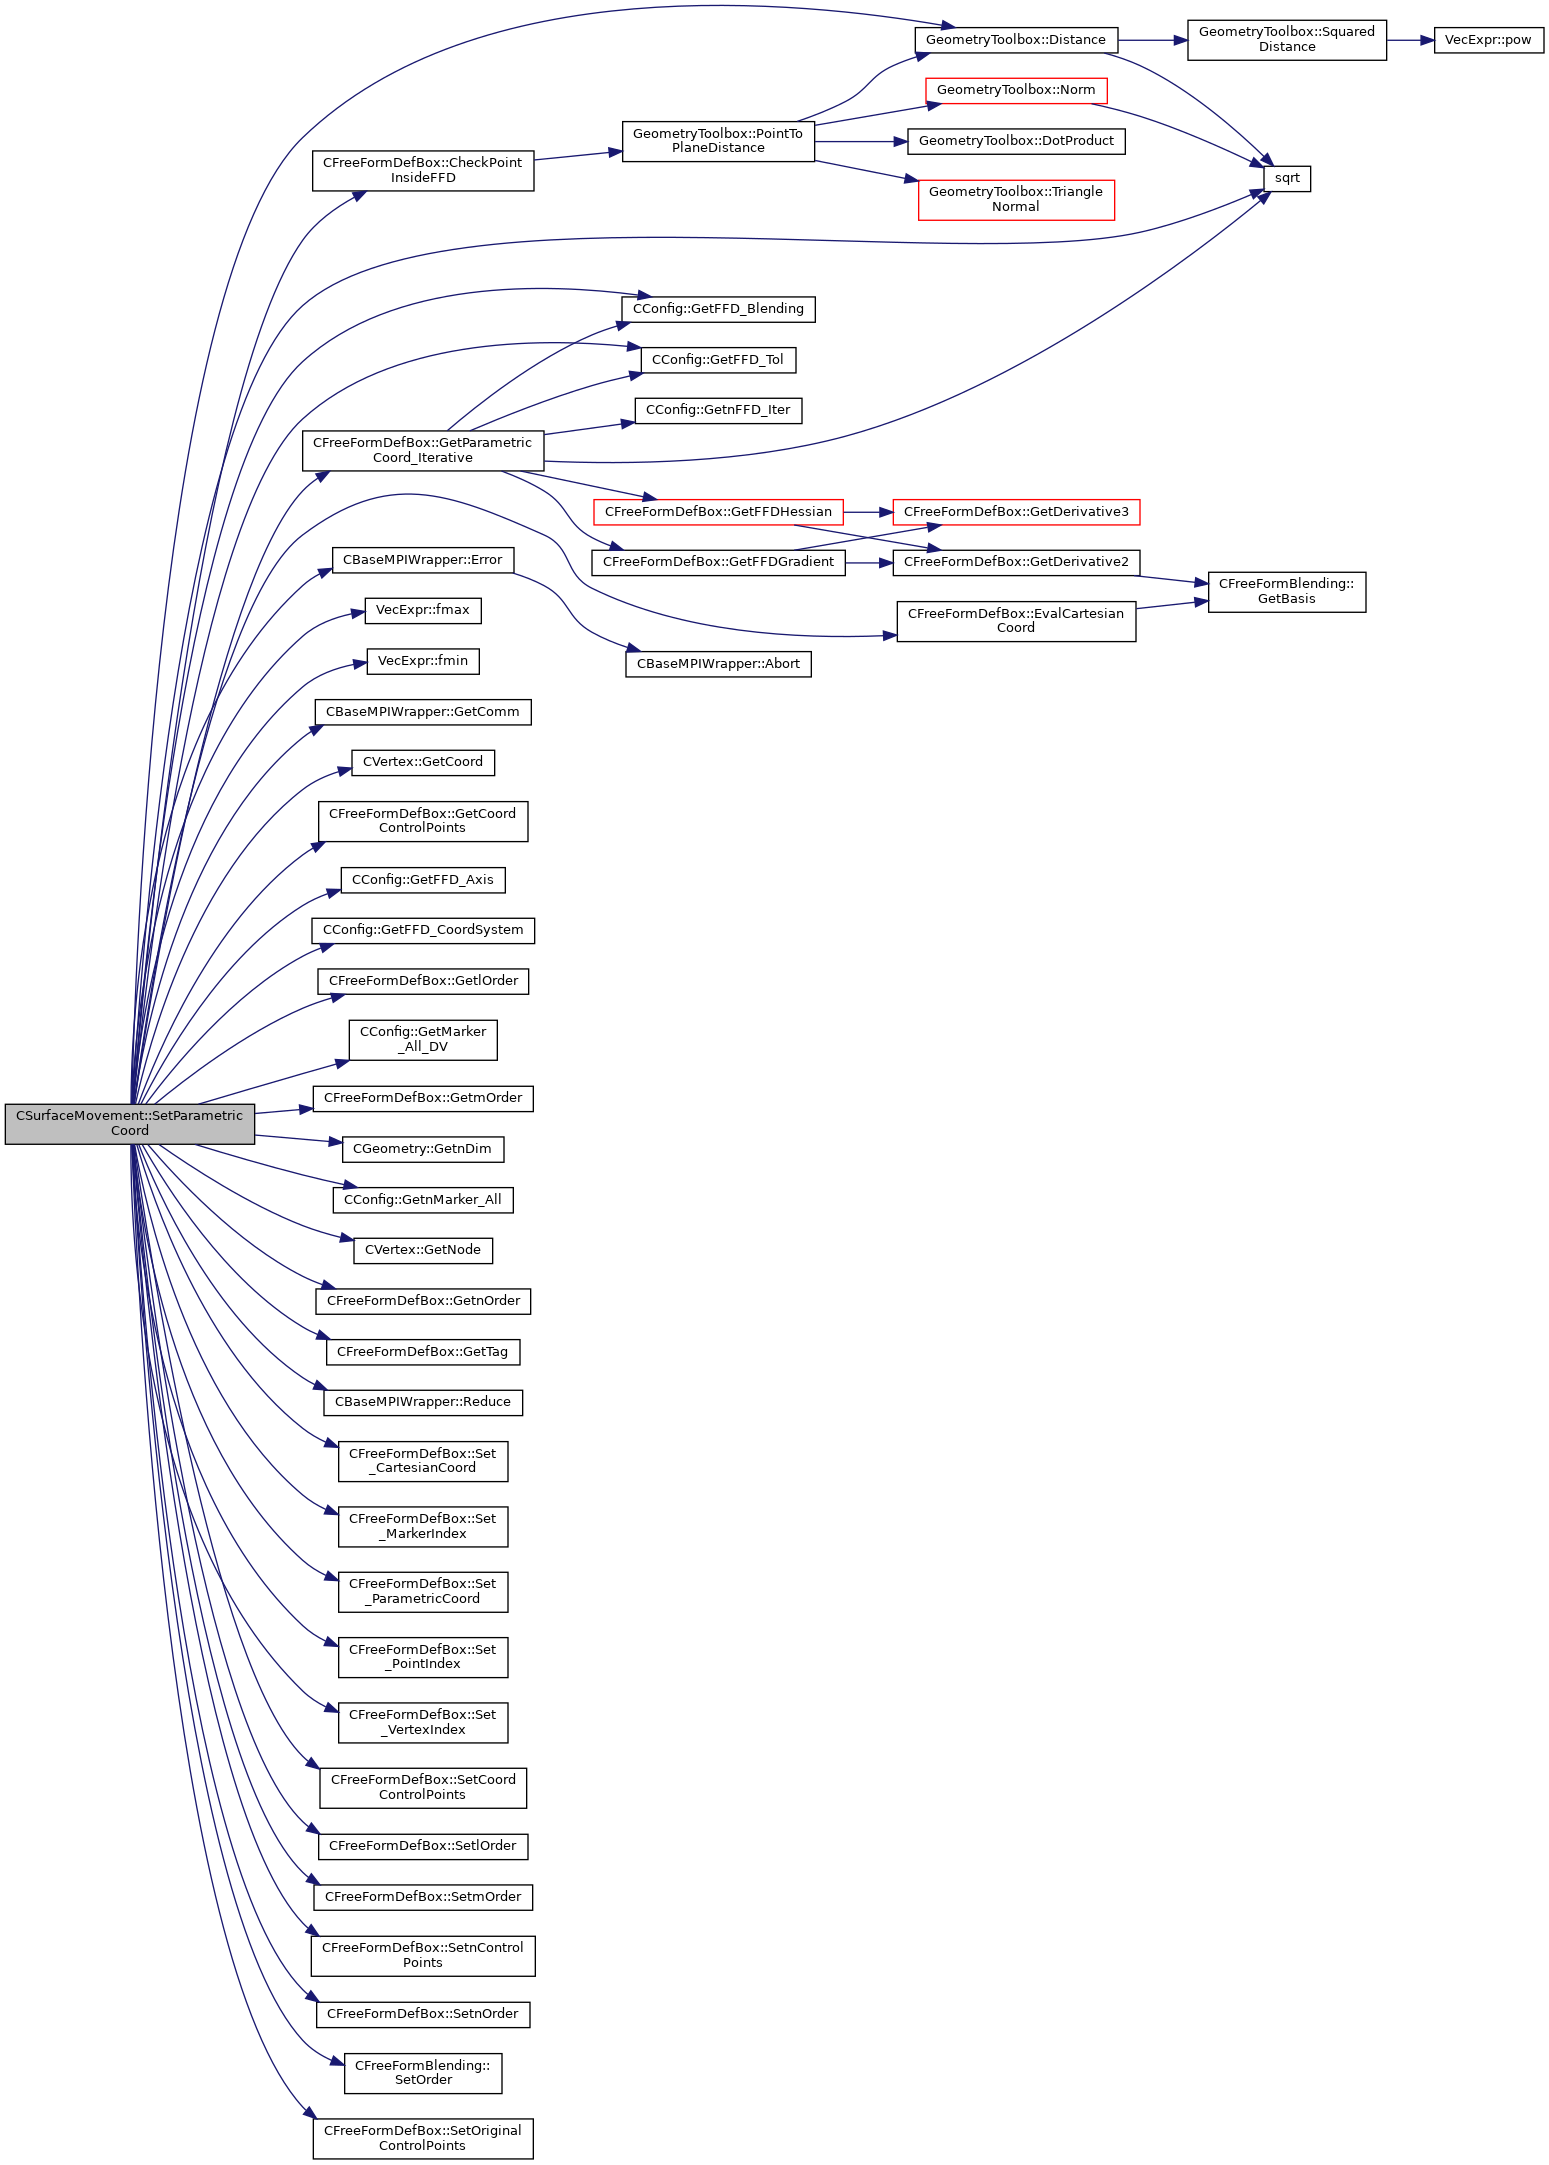 GeometryToolbox::Distance
GeometryToolbox::Squared
Distance
VecExpr::pow
GeometryToolbox::Norm
GeometryToolbox::PointTo
PlaneDistance
GeometryToolbox::DotProduct
CFreeFormDefBox::CheckPoint
InsideFFD
sqrt
GeometryToolbox::Triangle
Normal
CConfig::GetFFD_Blending
CConfig::GetFFD_Tol
CConfig::GetnFFD_Iter
CFreeFormDefBox::GetParametric
Coord_Iterative
CFreeFormDefBox::GetFFDHessian
CFreeFormDefBox::GetDerivative3
CBaseMPIWrapper::Error
CFreeFormDefBox::GetFFDGradient
CFreeFormDefBox::GetDerivative2
CFreeFormBlending::
GetBasis
VecExpr::fmax
CFreeFormDefBox::EvalCartesian
Coord
VecExpr::fmin
CBaseMPIWrapper::Abort
CBaseMPIWrapper::GetComm
CVertex::GetCoord
CFreeFormDefBox::GetCoord
ControlPoints
CConfig::GetFFD_Axis
CConfig::GetFFD_CoordSystem
CFreeFormDefBox::GetlOrder
CConfig::GetMarker
_All_DV
CFreeFormDefBox::GetmOrder
CSurfaceMovement::SetParametric
Coord
CGeometry::GetnDim
CConfig::GetnMarker_All
CVertex::GetNode
CFreeFormDefBox::GetnOrder
CFreeFormDefBox::GetTag
CBaseMPIWrapper::Reduce
CFreeFormDefBox::Set
_CartesianCoord
CFreeFormDefBox::Set
_MarkerIndex
CFreeFormDefBox::Set
_ParametricCoord
CFreeFormDefBox::Set
_PointIndex
CFreeFormDefBox::Set
_VertexIndex
CFreeFormDefBox::SetCoord
ControlPoints
CFreeFormDefBox::SetlOrder
CFreeFormDefBox::SetmOrder
CFreeFormDefBox::SetnControl
Points
CFreeFormDefBox::SetnOrder
CFreeFormBlending::
SetOrder
CFreeFormDefBox::SetOriginal
ControlPoints